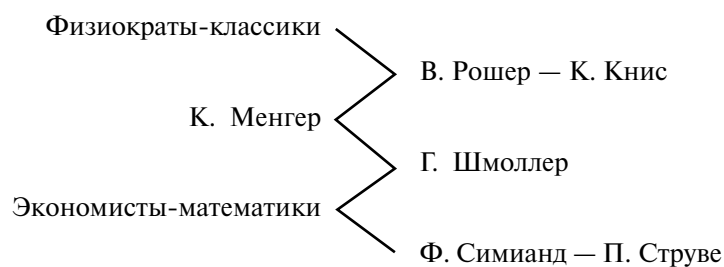 Физиократы-классики
В. Рошер — К. Книс
К. Менгер
Г. Шмоллер
Экономисты-математики
Ф. Симианд — П. Струве